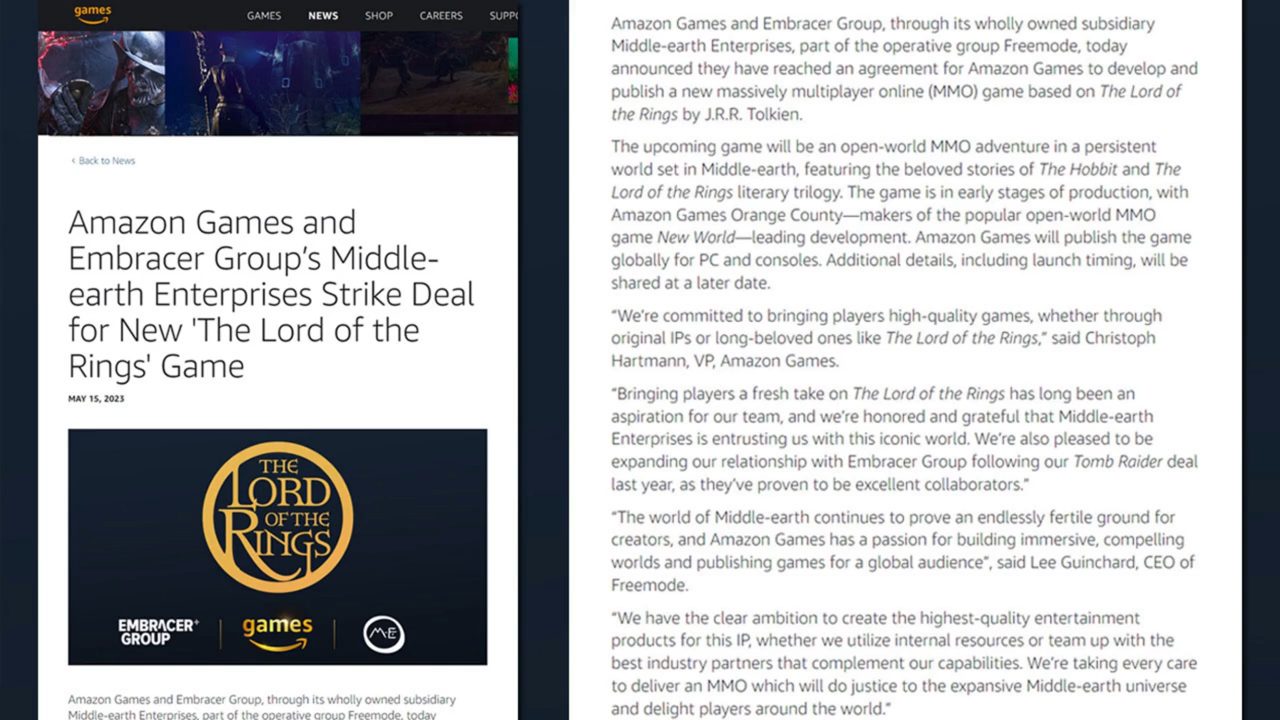 games
GAMES NEWS SHOP CAREERS SUPPO
‹ Back to News
Amazon Games and
Embracer Group's Middle-
earth Enterprises Strike Deal
for New 'The Lord of the
Rings' Game
MAY 15, 2023
THE
LORD
OF THE
RINGS
EMBRACER+
GROUP
games
ME
Amazon Games and Embracer Group, through its wholly owned subsidiary
Middle-earth Enterprises, part of the operative group Freemode, today
Amazon Games and Embracer Group, through its wholly owned subsidiary
Middle-earth Enterprises, part of the operative group Freemode, today
announced they have reached an agreement for Amazon Games to develop and
publish a new massively multiplayer online (MMO) game based on The Lord of
the Rings by J.R.R. Tolkien.
The upcoming game will be an open-world MMO adventure in a persistent
world set in Middle-earth, featuring the beloved stories of The Hobbit and The
Lord of the Rings literary trilogy. The game is in early stages of production, with
Amazon Games Orange County—makers of the popular open-world MMO
game New World—leading development. Amazon Games will publish the game
globally for PC and consoles. Additional details, including launch timing, will be
shared at a later date.
“We're committed to bringing players high-quality games, whether through
original IPs or long-beloved ones like The Lord of the Rings,” said Christoph
Hartmann, VP, Amazon Games.
“Bringing players a fresh take on The Lord of the Rings has long been an
aspiration for our team, and we're honored and grateful that Middle-earth
Enterprises is entrusting us with this iconic world. We're also pleased to be
expanding our relationship with Embracer Group following our Tomb Raider deal
last year, as they've proven to be excellent collaborators.”
“The world of Middle-earth continues to prove an endlessly fertile ground for
creators, and Amazon Games has a passion for building immersive, compelling
worlds and publishing games for a global audience”, said Lee Guinchard, CEO of
Freemode.
“We have the clear ambition to create the highest-quality entertainment
products for this IP, whether we utilize internal resources or team up with the
best industry partners that complement our capabilities. We're taking every care
to deliver an MMO which will do justice to the expansive Middle-earth universe
and delight players around the world.”